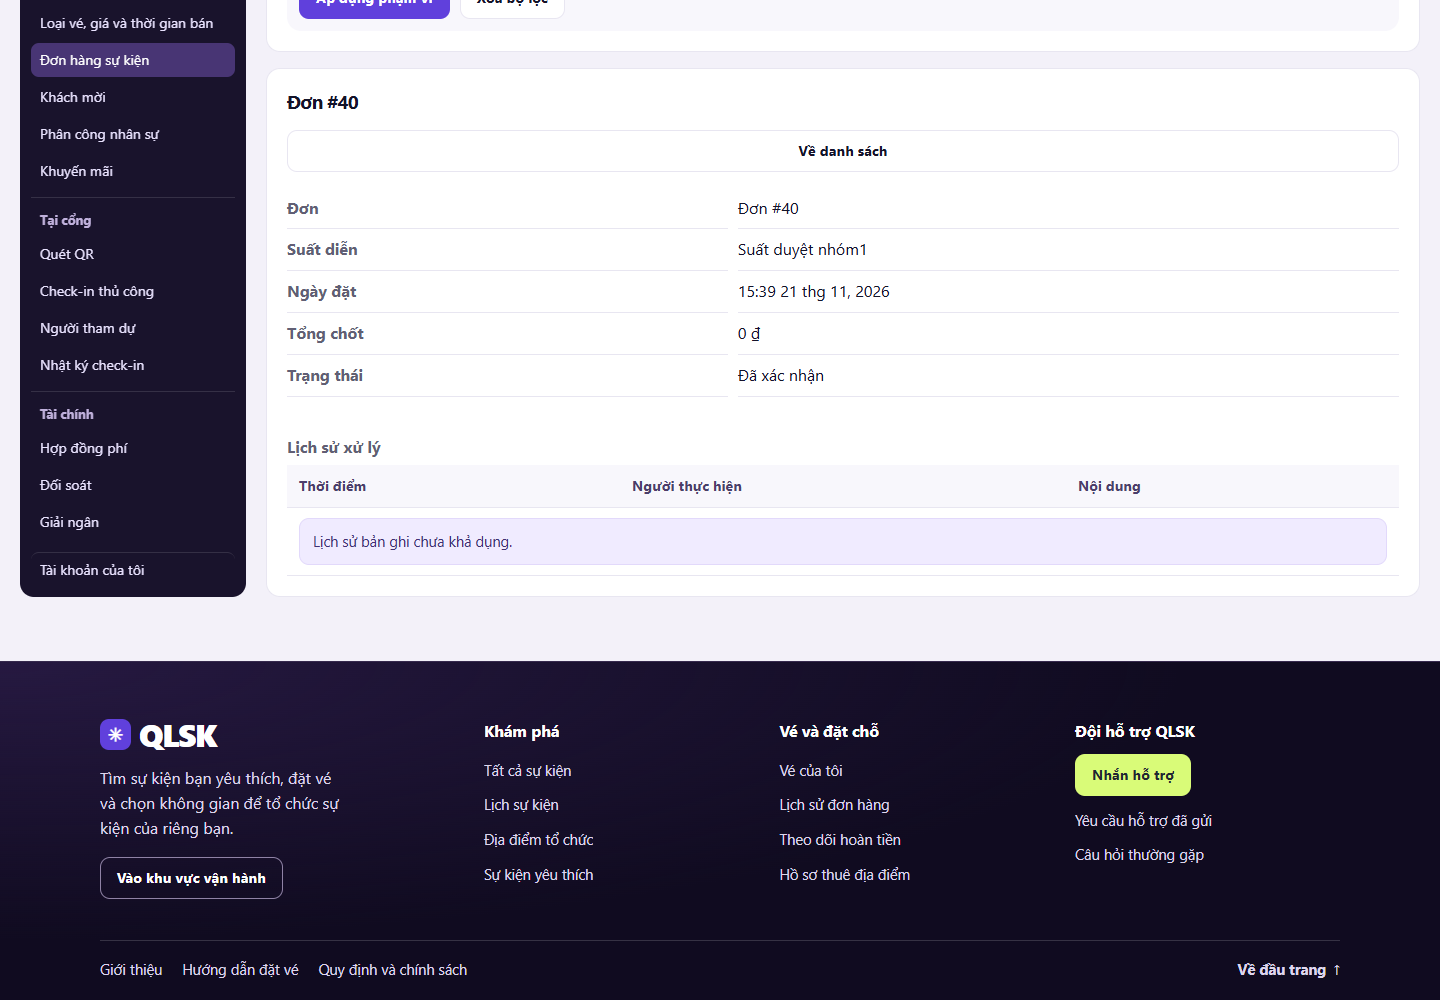 Loại vé, giá và thời gian bán
Đơn hàng sự kiện
Khách mời
Phân công nhân sự
Khuyến mãi
Tại cổng
Quét QR
Check-in thủ công
Người tham dự
Nhật ký check-in
Tài chính
Hợp đồng phí
Đối soát
Giải ngân
Tài khoản của tôi
Áp dụng phạm vi
Xoá bộ lọc
Đơn #40
Về danh sách
Đơn
Đơn #40
Suất diễn
Suất duyệt nhóm1
Ngày đặt
15:39 21 thg 11, 2026
Tổng chốt
0 ₫
Trạng thái
Đã xác nhận
Lịch sử xử lý
Thời điểm
Người thực hiện
Nội dung
Lịch sử bản ghi chưa khả dụng.
QLSK
Tìm sự kiện bạn yêu thích, đặt vé
và chọn không gian để tổ chức sự
kiện của riêng bạn.
Vào khu vực vận hành
Khám phá
Tất cả sự kiện
Lịch sự kiện
Địa điểm tổ chức
Sự kiện yêu thích
Vé và đặt chỗ
Vé của tôi
Lịch sử đơn hàng
Theo dõi hoàn tiền
Hồ sơ thuê địa điểm
Đội hỗ trợ QLSK
Nhắn hỗ trợ
Yêu cầu hỗ trợ đã gửi
Câu hỏi thường gặp
Giới thiệu
Hướng dẫn đặt vé
Quy định và chính sách
Về đầu trang ↑